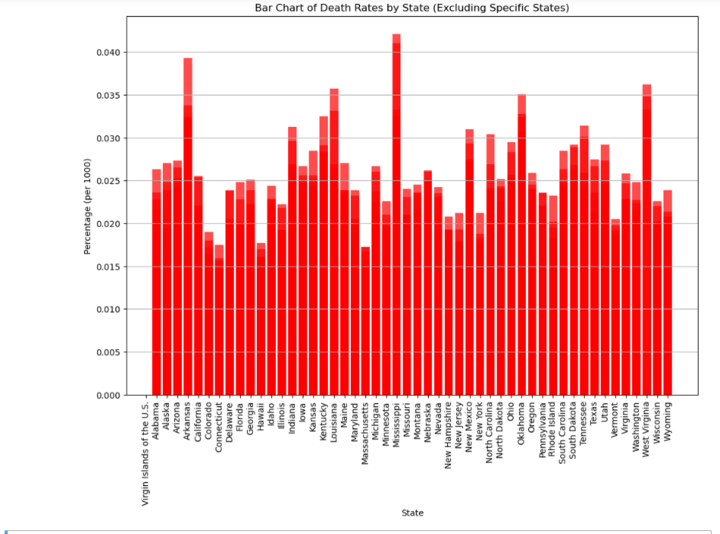 Bar Chart of Death Rates by State (Excluding Specific States)
Percentage (per 1000)
0.040
0.035
0.030
0.025
0.020
0.015
0.010
0.005
0.000
Virgin Islands of the U.S.
Alabama
Alaska
Arizona
Arkansas
California
Colorado
Connecticut
Delaware
Florida
Georgia
Hawaii
Idaho
Illinois
Indiana
Iowa
Kansas
Kentucky
Louisiana
Maine
Maryland
Massachusetts
Michigan
Minnesota
Mississippi
Missouri
Montana
Nebraska
Nevada
New Hampshire
New Jersey
New Mexico
New York
North Carolina
North Dakota
Ohio
Oklahoma
Oregon
Pennsylvania
Rhode Island
South Carolina
South Dakota
Tennessee
Texas
Utah
Vermont
Virginia
Washington
West Virginia
Wisconsin
Wyoming
State